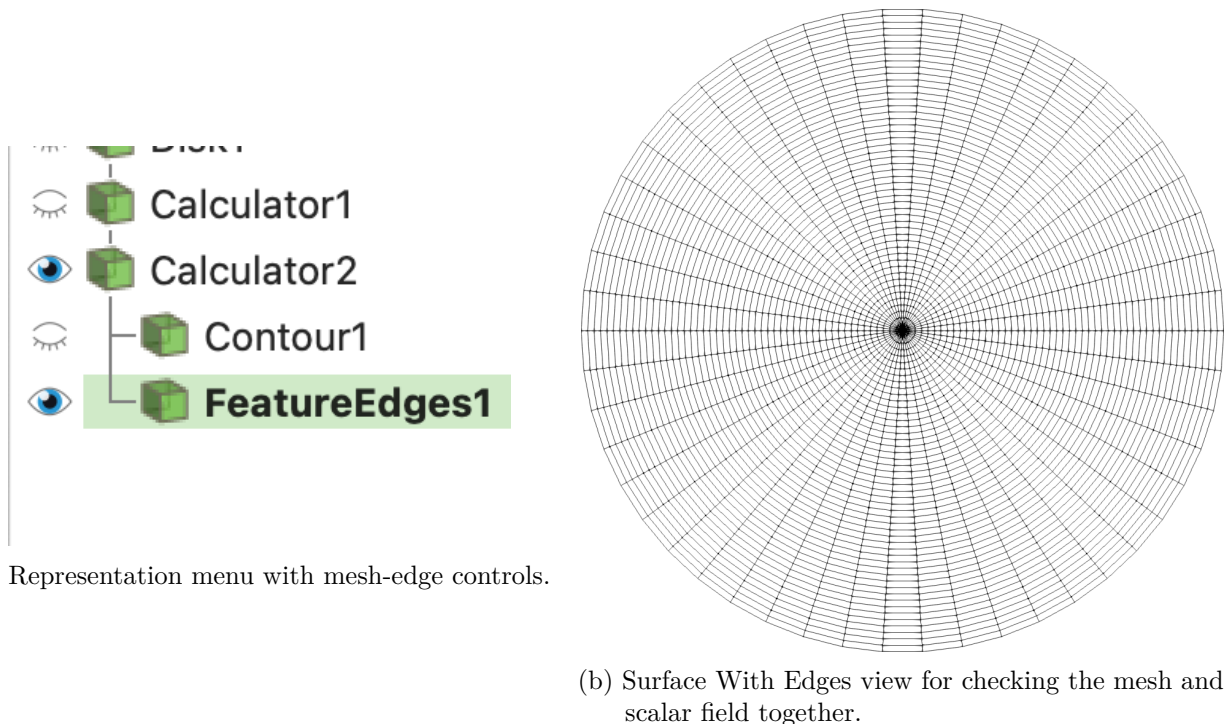 Disk1
Calculator1
Calculator2
Contour1
FeatureEdges1
Representation menu with mesh-edge controls.
(b) Surface With Edges view for checking the mesh and
scalar field together.